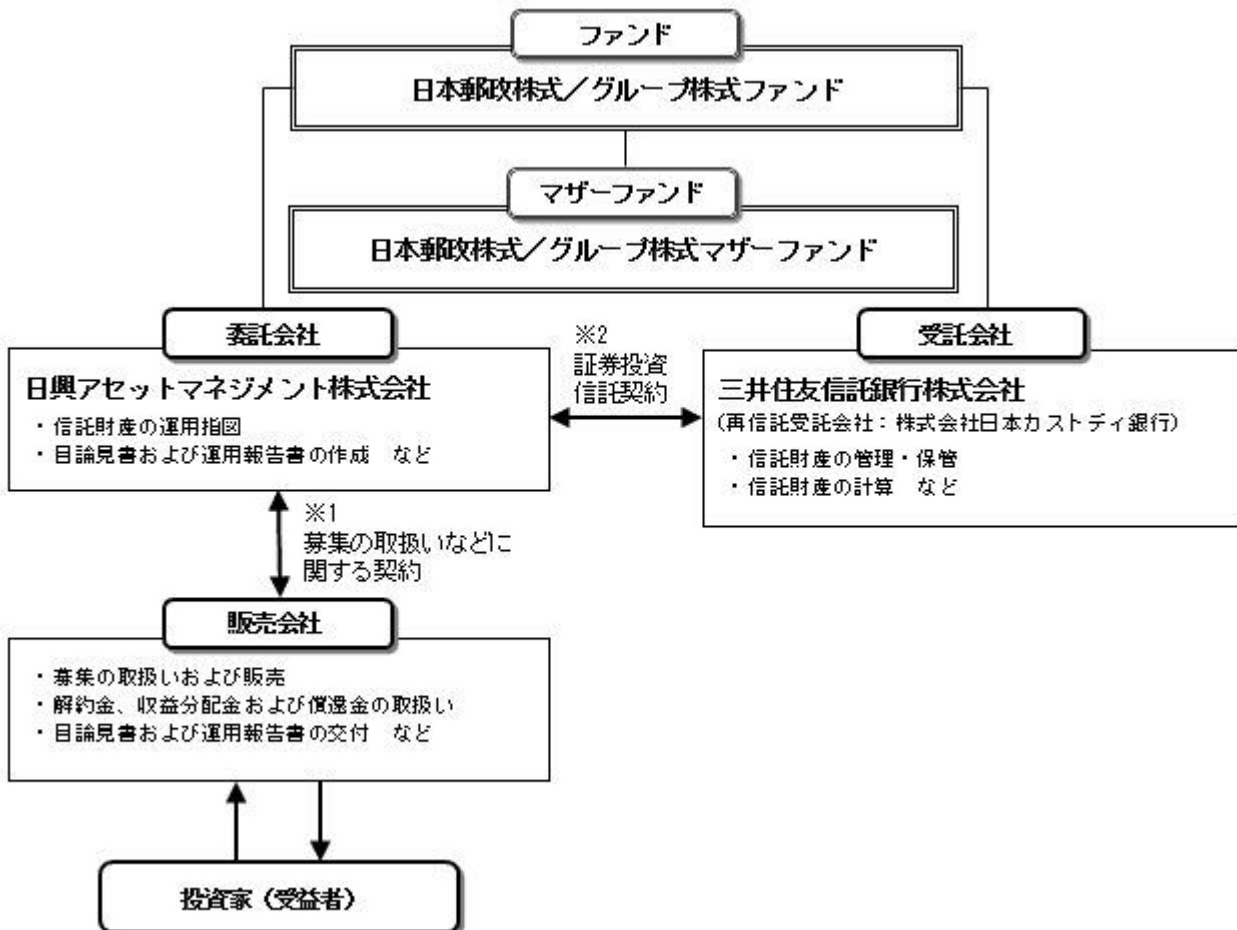 ファンド
日本郵政株式／グループ株式ファンド
マザーファンド
日本郵政株式／グループ株式マザーファンド
委託会社
日興アセットマネジメント株式会社
・信託財産の運用指図
・目論見書および運用報告書の作成　など
※2
証券投資
信託契約
受託会社
三井住友信託銀行株式会社
(再信託受託会社：株式会社日本カストディ銀行)
・信託財産の管理・保管
・信託財産の計算　など
※1
募集の取扱いなどに
関する契約
販売会社
・募集の取扱いおよび販売
・解約金、収益分配金および償還金の取扱い
・目論見書および運用報告書の交付　など
投資家（受益者）